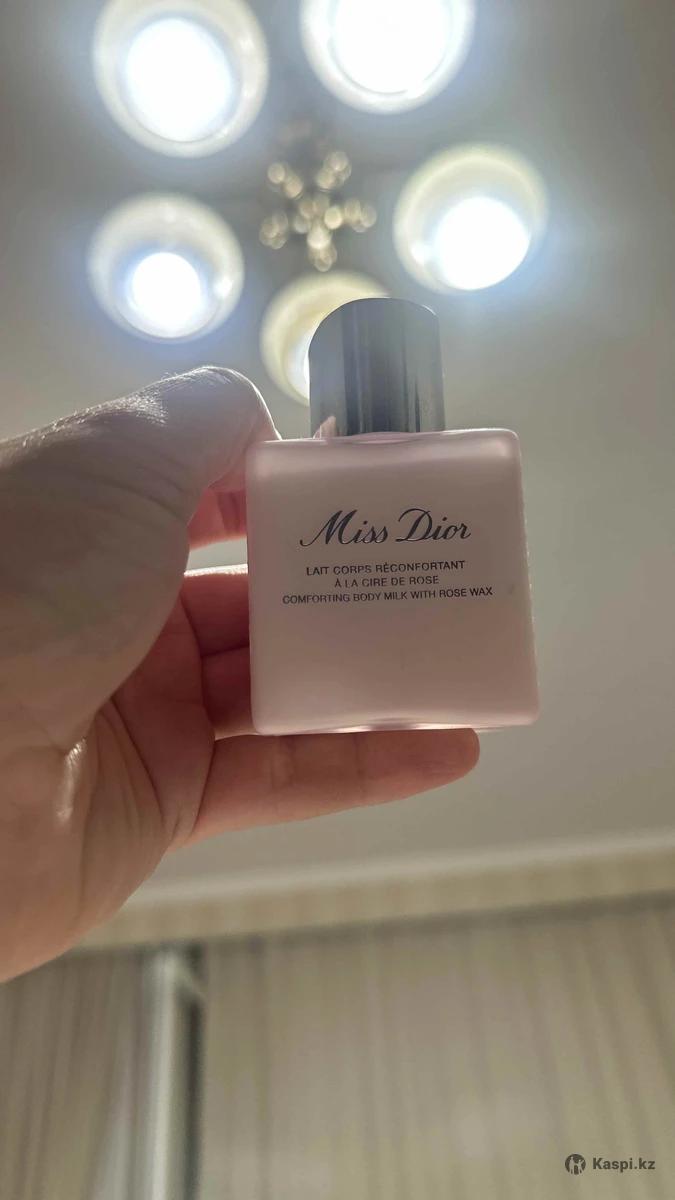 Miss Dior
LAIT CORPS RÉCONFORTANT
À LA CIRE DE ROSE
COMFORTING BODY MILK WITH ROSE WAX
Kaspi.kz